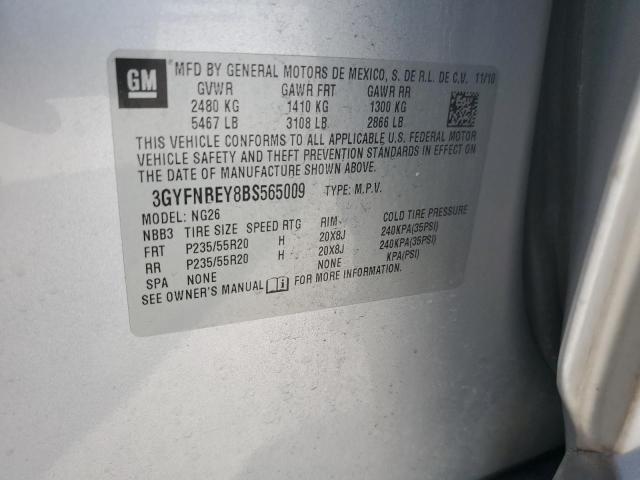 GM MFD BY GENERAL MOTORS DE MEXICO, S. DE R.L. DE C.V. 11/10
GVWR GAWR FRT GAWR RR
2480 KG 1410 KG 1300 KG
5467 LB 3108 LB 2866 LB
THIS VEHICLE CONFORMS TO ALL APPLICABLE U.S. FEDERAL MOTOR
VEHICLE SAFETY AND THEFT PREVENTION STANDARDS IN EFFECT ON
THE DATE OF MANUFACTURE SHOWN ABOVE.
3GYFNBEY8BS565009 TYPE: M.P.V.
MODEL: NG26
NBB3 TIRE SIZE SPEED RTG RIM COLD TIRE PRESSURE
FRT P235/55R20 H 20X8J 240KPA(35PSI)
RR P235/55R20 H 20X8J 240KPA(35PSI)
SPA NONE NONE KPA(PSI)
SEE OWNER'S MANUAL FOR MORE INFORMATION.